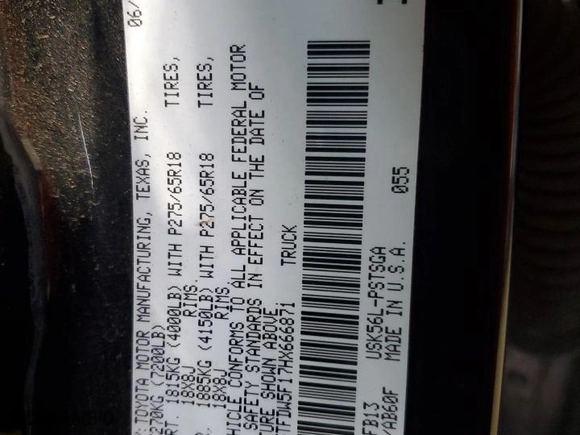 06/
: TOYOTA MOTOR MANUFACTURING, TEXAS, INC.
270KG (7200LB)
RT. 1815KG (4000LB) WITH P275/65R18 TIRES,
18X8J RIMS.
1885KG (4150LB) WITH P275/65R18 TIRES,
18X8J RIMS.
HICLE CONFORMS TO ALL APPLICABLE FEDERAL MOTOR
SAFETY STANDARDS IN EFFECT ON THE DATE OF
URE SHOWN ABOVE.
TFDW5F17HX666871 TRUCK
FB13 USK56L-PSTSGA
/AB60F MADE IN U.S.A. 055